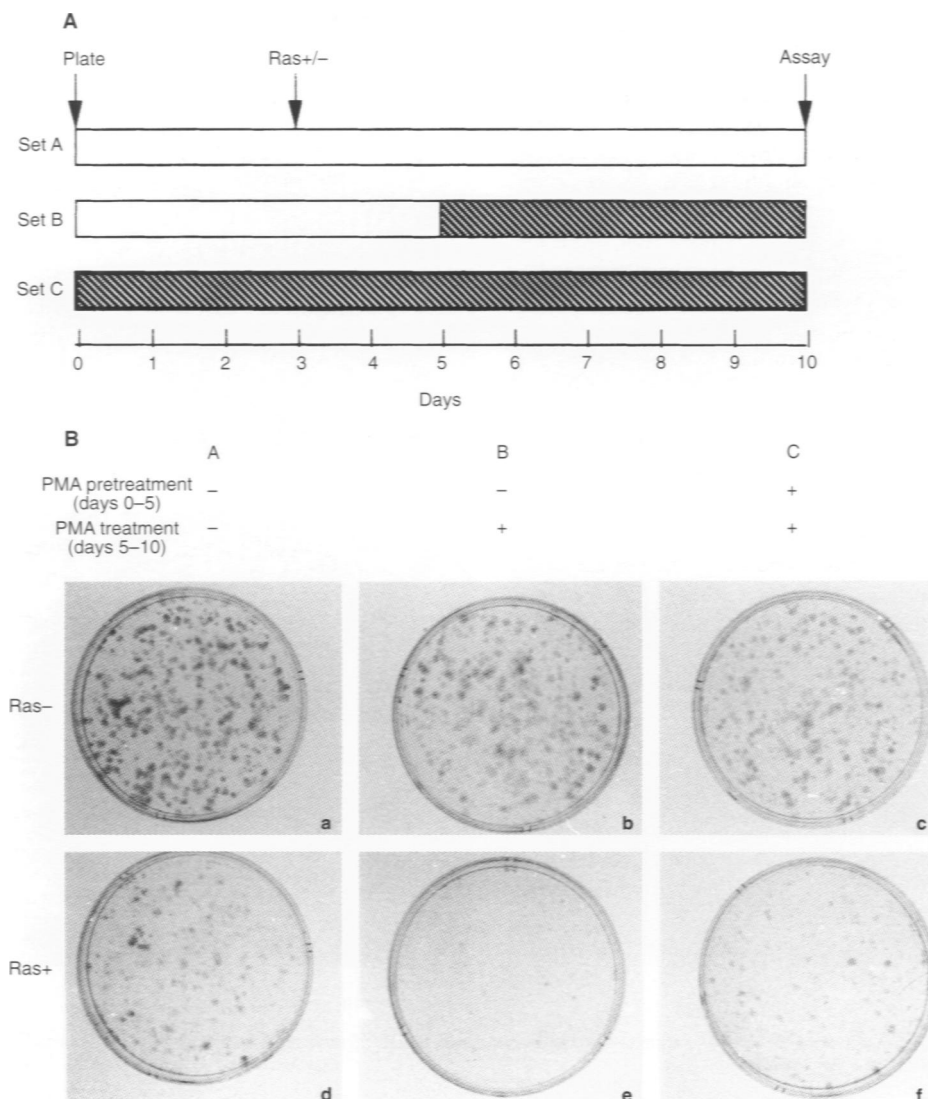 A
Plate Ras+/− Assay
Set A
Set B
Set C
0 1 2 3 4 5 6 7 8 9 10
Days
B
A B C
PMA pretreatment − − +
(days 0–5)
PMA treatment − + +
(days 5–10)
Ras−
a b c
Ras+
d e f